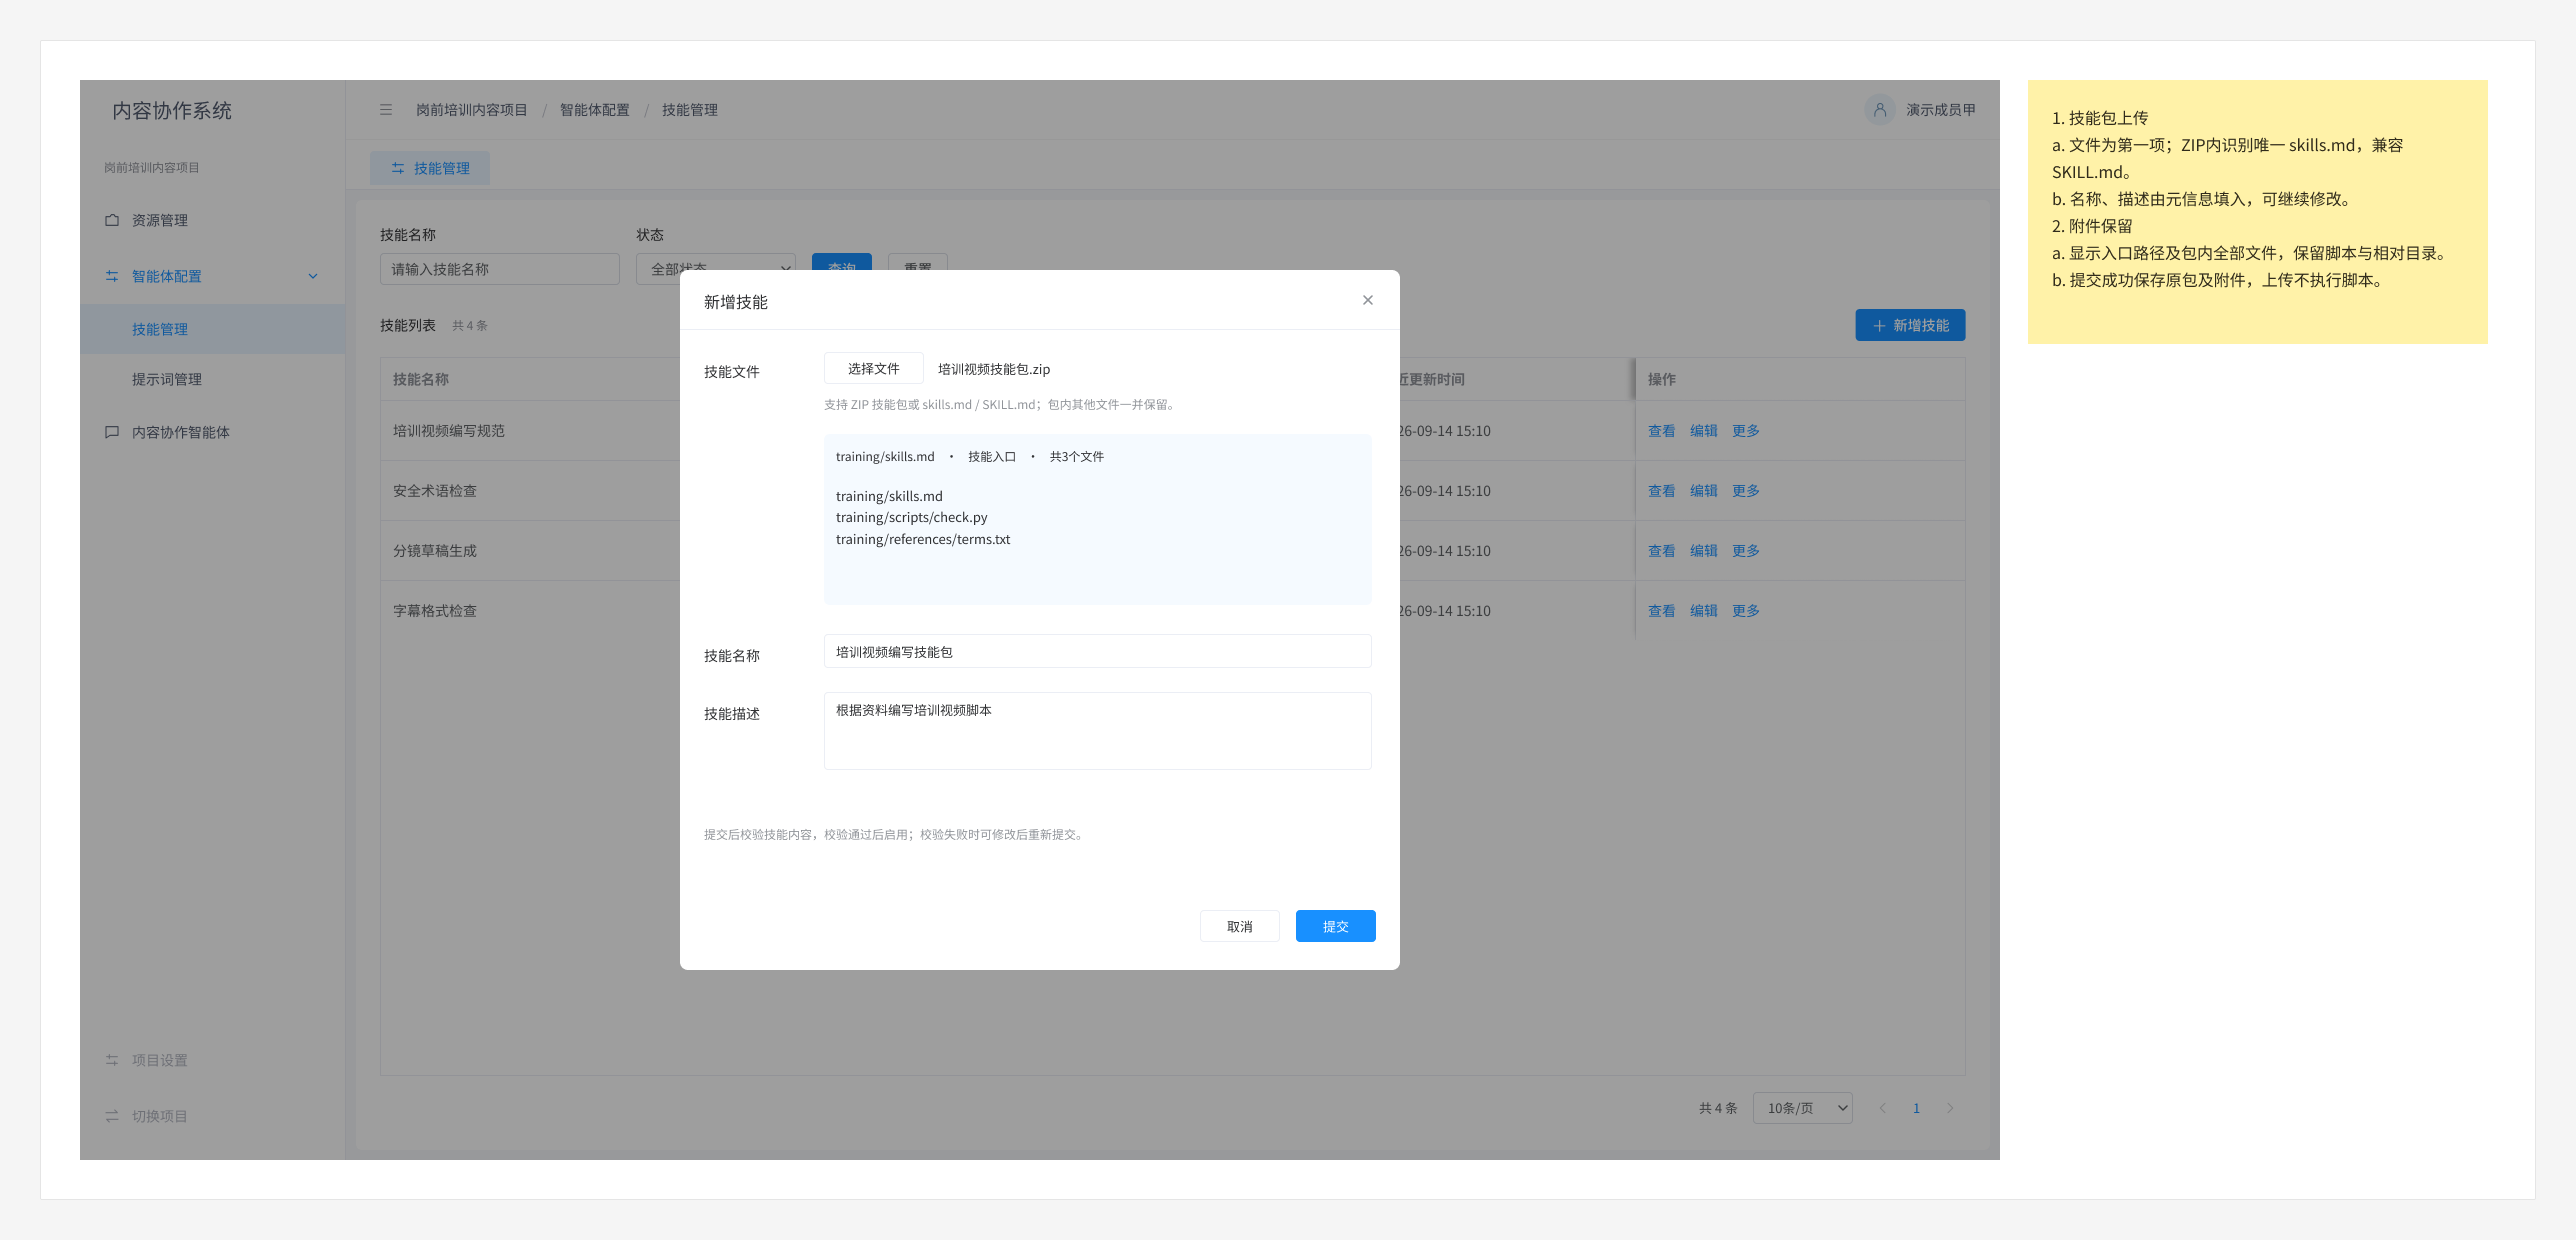 内容协作系统
岗前培训内容项目
资源管理
智能体配置
技能管理
提示词管理
内容协作智能体
项目设置
切换项目
岗前培训内容项目 / 智能体配置 / 技能管理
演示成员甲
技能管理
技能名称
状态
请输入技能名称
全部状态
查询
重置
技能列表 共 4 条
新增技能
技能名称
近更新时间
操作
培训视频编写规范
26-09-14 15:10
查看 编辑 更多
安全术语检查
26-09-14 15:10
查看 编辑 更多
分镜草稿生成
26-09-14 15:10
查看 编辑 更多
字幕格式检查
26-09-14 15:10
查看 编辑 更多
共 4 条
10条/页
1
新增技能
技能文件
选择文件
培训视频技能包.zip
支持 ZIP 技能包或 skills.md / SKILL.md；包内其他文件一并保留。
training/skills.md · 技能入口 · 共3个文件
training/skills.md
training/scripts/check.py
training/references/terms.txt
技能名称
培训视频编写技能包
技能描述
根据资料编写培训视频脚本
提交后校验技能内容，校验通过后启用；校验失败时可修改后重新提交。
取消
提交
1. 技能包上传
a. 文件为第一项；ZIP内识别唯一 skills.md，兼容
SKILL.md。
b. 名称、描述由元信息填入，可继续修改。
2. 附件保留
a. 显示入口路径及包内全部文件，保留脚本与相对目录。
b. 提交成功保存原包及附件，上传不执行脚本。